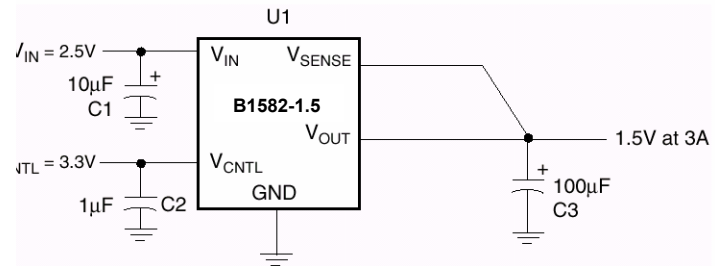 U1
VIN = 2.5V
VIN
VSENSE
10µF
+
C1
B1582-1.5
VOUT
1.5V at 3A
NTL = 3.3V
VCNTL
+
1µF
C2
GND
100µF
C3